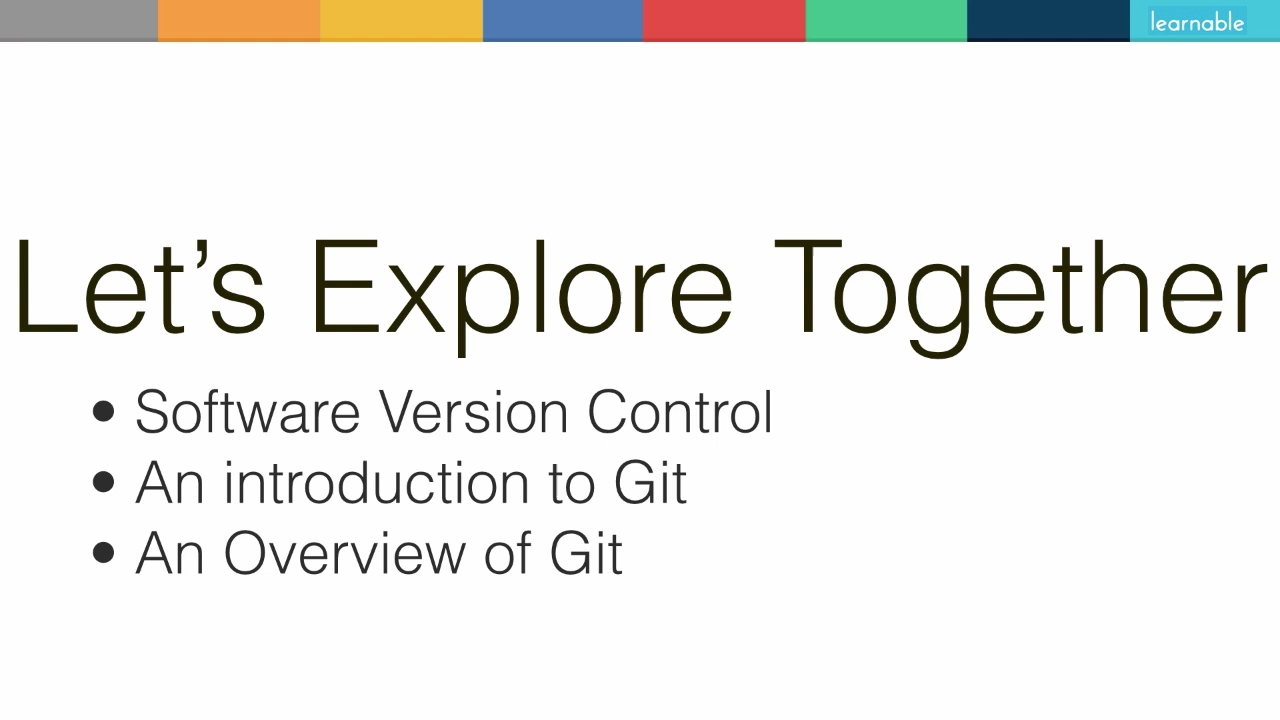 learnable
Let’s Explore Together
• Software Version Control
• An introduction to Git
• An Overview of Git